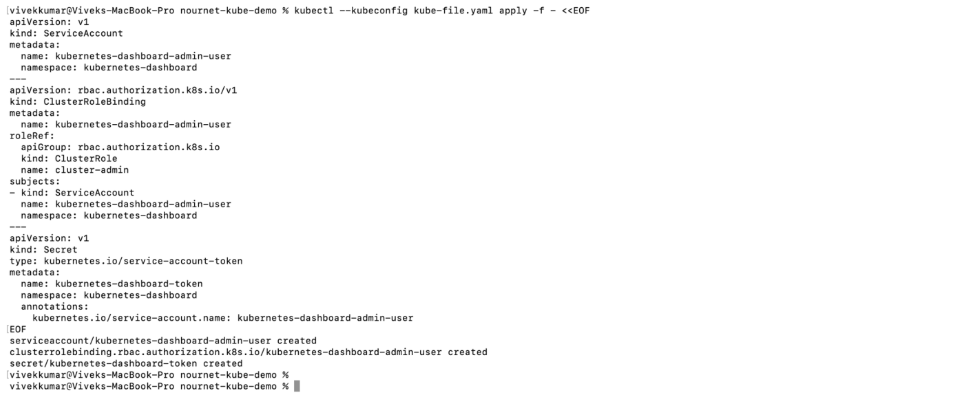 [vivekkumar@Viveks-MacBook-Pro nournet-kube-demo % kubectl --kubeconfig kube-file.yaml apply -f - <<EOF
apiVersion: v1
kind: ServiceAccount
metadata:
  name: kubernetes-dashboard-admin-user
  namespace: kubernetes-dashboard
---
apiVersion: rbac.authorization.k8s.io/v1
kind: ClusterRoleBinding
metadata:
  name: kubernetes-dashboard-admin-user
roleRef:
  apiGroup: rbac.authorization.k8s.io
  kind: ClusterRole
  name: cluster-admin
subjects:
- kind: ServiceAccount
  name: kubernetes-dashboard-admin-user
  namespace: kubernetes-dashboard
---
apiVersion: v1
kind: Secret
type: kubernetes.io/service-account-token
metadata:
  name: kubernetes-dashboard-token
  namespace: kubernetes-dashboard
  annotations:
    kubernetes.io/service-account.name: kubernetes-dashboard-admin-user
[EOF
serviceaccount/kubernetes-dashboard-admin-user created
clusterrolebinding.rbac.authorization.k8s.io/kubernetes-dashboard-admin-user created
secret/kubernetes-dashboard-token created
[vivekkumar@Viveks-MacBook-Pro nournet-kube-demo %
vivekkumar@Viveks-MacBook-Pro nournet-kube-demo %